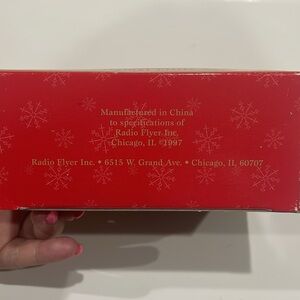 Manufactured in China
to specifications of
Radio Flyer Inc.
Chicago, IL ©1997
Radio Flyer Inc. • 6515 W. Grand Ave. • Chicago, IL 60707